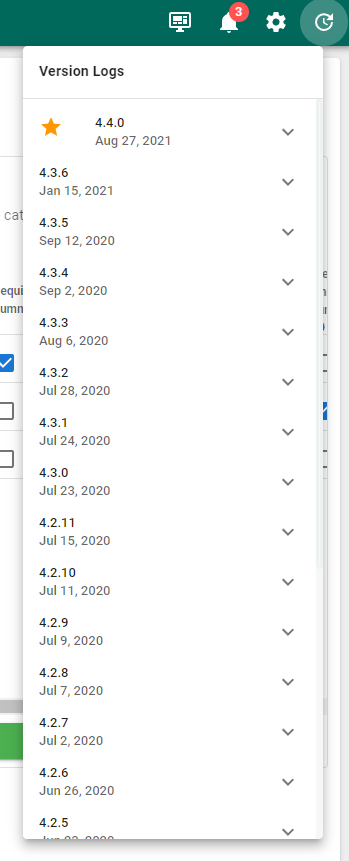 3
Version Logs
4.4.0
Aug 27, 2021
4.3.6
Jan 15, 2021
4.3.5
Sep 12, 2020
4.3.4
Sep 2, 2020
4.3.3
Aug 6, 2020
4.3.2
Jul 28, 2020
4.3.1
Jul 24, 2020
4.3.0
Jul 23, 2020
4.2.11
Jul 15, 2020
4.2.10
Jul 11, 2020
4.2.9
Jul 9, 2020
4.2.8
Jul 7, 2020
4.2.7
Jul 2, 2020
4.2.6
Jun 26, 2020
4.2.5
cat
equi
umn